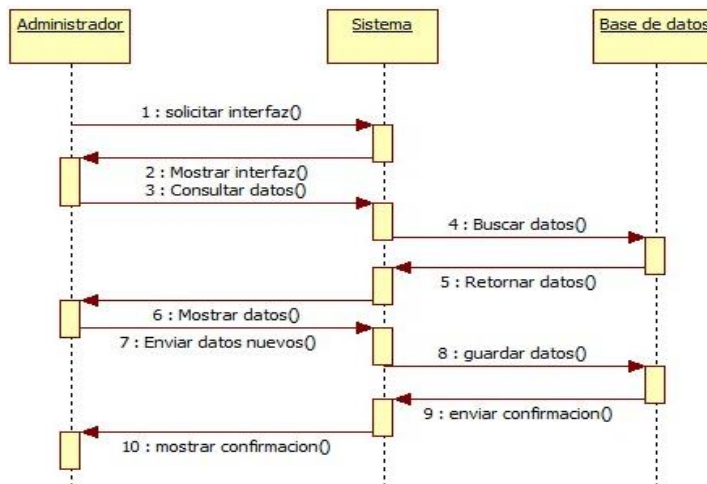 Administrador
Sistema
Base de datos
1 : solicitar interfaz()
2 : Mostrar interfaz()
3 : Consultar datos()
4 : Buscar datos()
5 : Retornar datos()
6 : Mostrar datos()
7 : Enviar datos nuevos()
8 : guardar datos()
9 : enviar confirmacion()
10 : mostrar confirmacion()